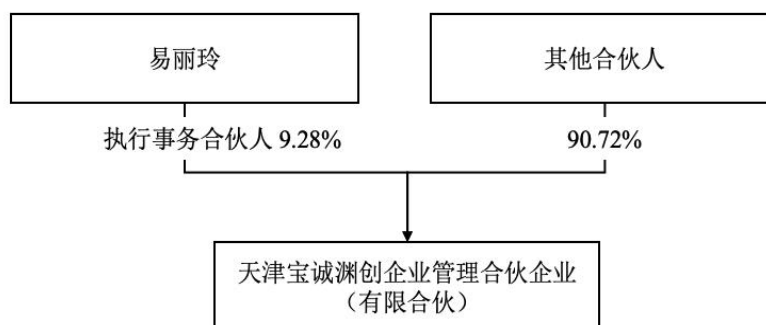 易丽玲
其他合伙人
执行事务合伙人 9.28%
90.72%
天津宝诚渊创企业管理合伙企业
（有限合伙）